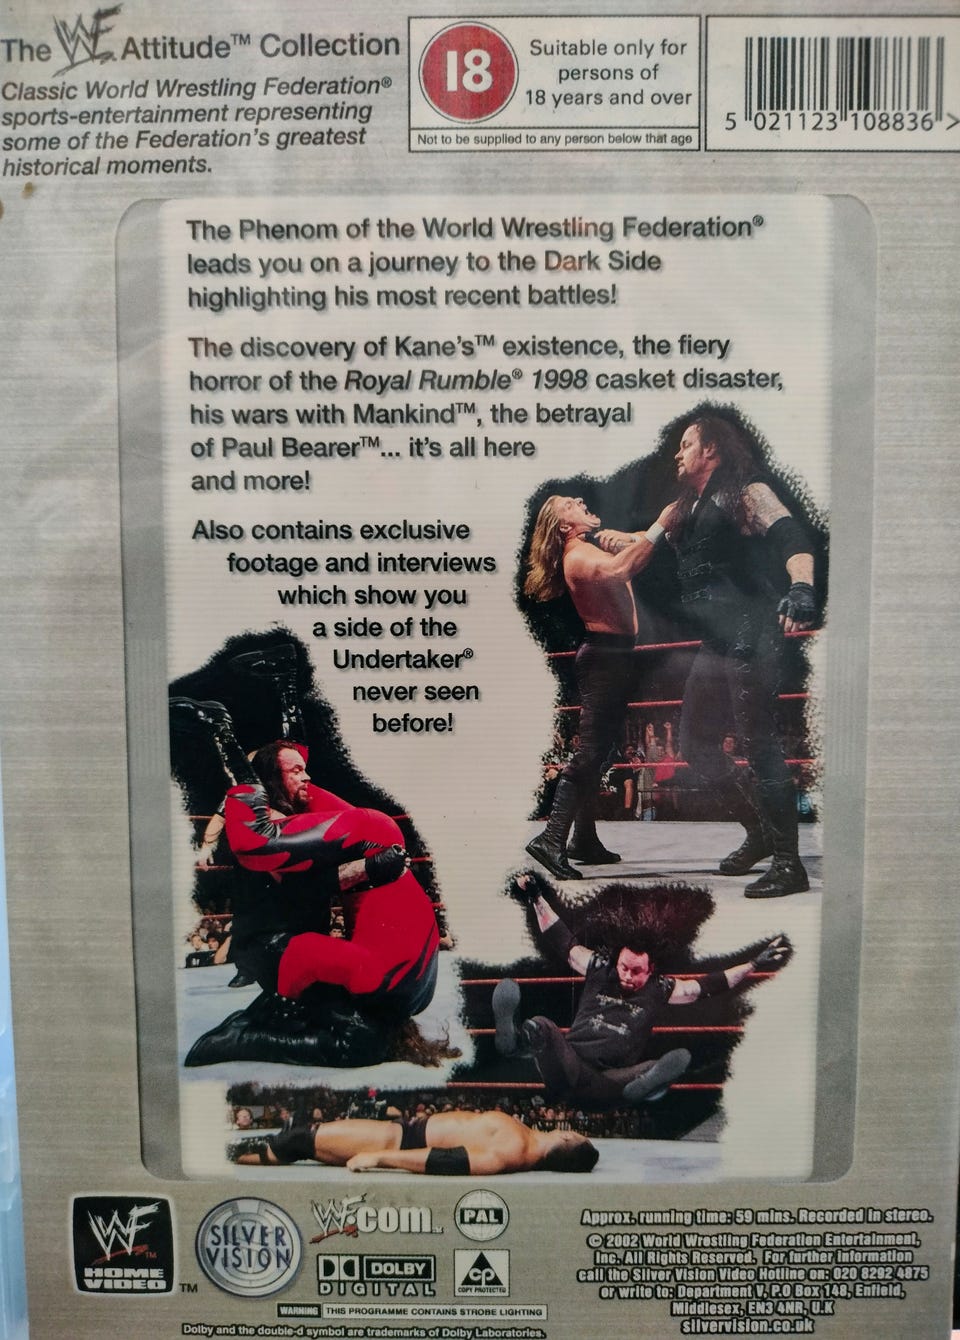 The WF Attitude™ Collection
Classic World Wrestling Federation®
sports-entertainment representing
some of the Federation's greatest
historical moments.
18
Suitable only for
persons of
18 years and over
Not to be supplied to any person below that age
5 021123 108836 >
The Phenom of the World Wrestling Federation®
leads you on a journey to the Dark Side
highlighting his most recent battles!
The discovery of Kane's™ existence, the fiery
horror of the Royal Rumble® 1998 casket disaster,
his wars with Mankind™, the betrayal
of Paul Bearer™... it's all here
and more!
Also contains exclusive
footage and interviews
which show you
a side of the
Undertaker®
never seen
before!
WF
HOME
VIDEO™
SILVER
VISION
WF.com
PAL
DOLBY
DIGITAL
CP
COPY PROTECTED
WARNING THIS PROGRAMME CONTAINS STROBE LIGHTING
Dolby and the double-d symbol are trademarks of Dolby Laboratories.
Approx. running time: 59 mins. Recorded in stereo.
© 2002 World Wrestling Federation Entertainment,
Inc. All Rights Reserved. For further information
call the Silver Vision Video Hotline on: 020 8292 4875
or write to: Department V, P.O Box 148, Enfield,
Middlesex, EN3 4NR, U.K
silvervision.co.uk